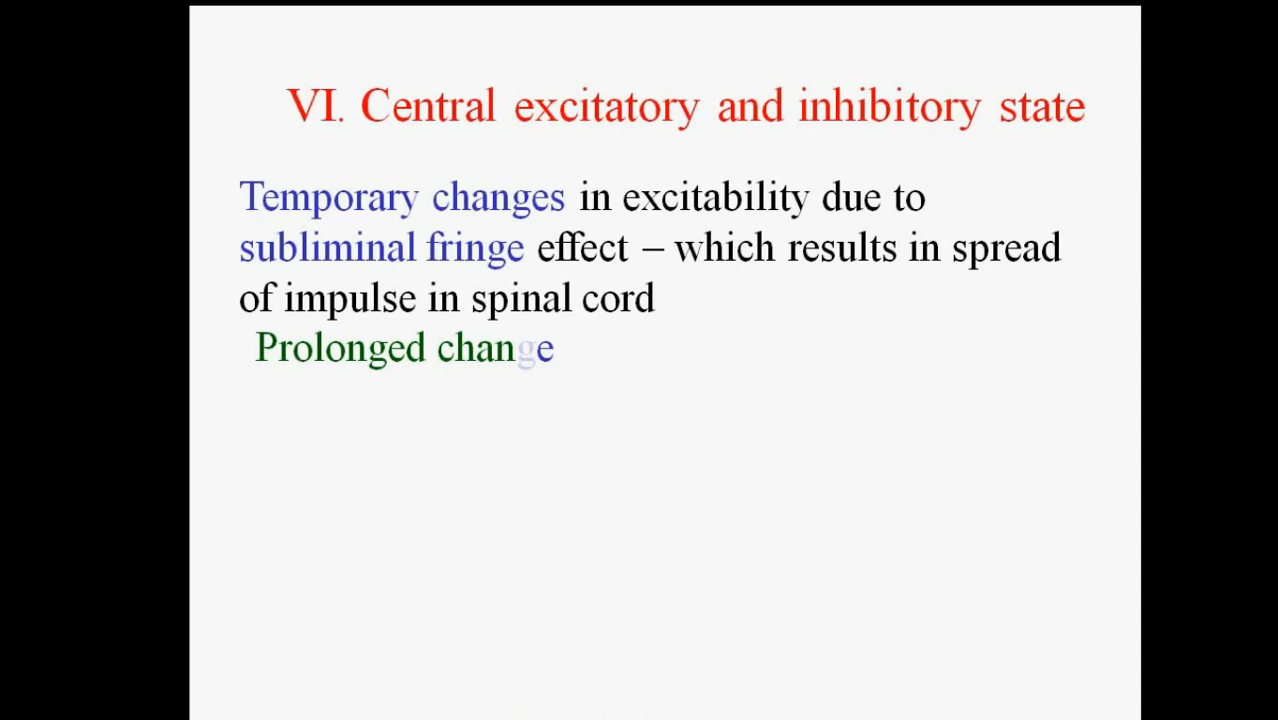 VI. Central excitatory and inhibitory state
Temporary changes in excitability due to
subliminal fringe effect – which results in spread
of impulse in spinal cord
Prolonged change